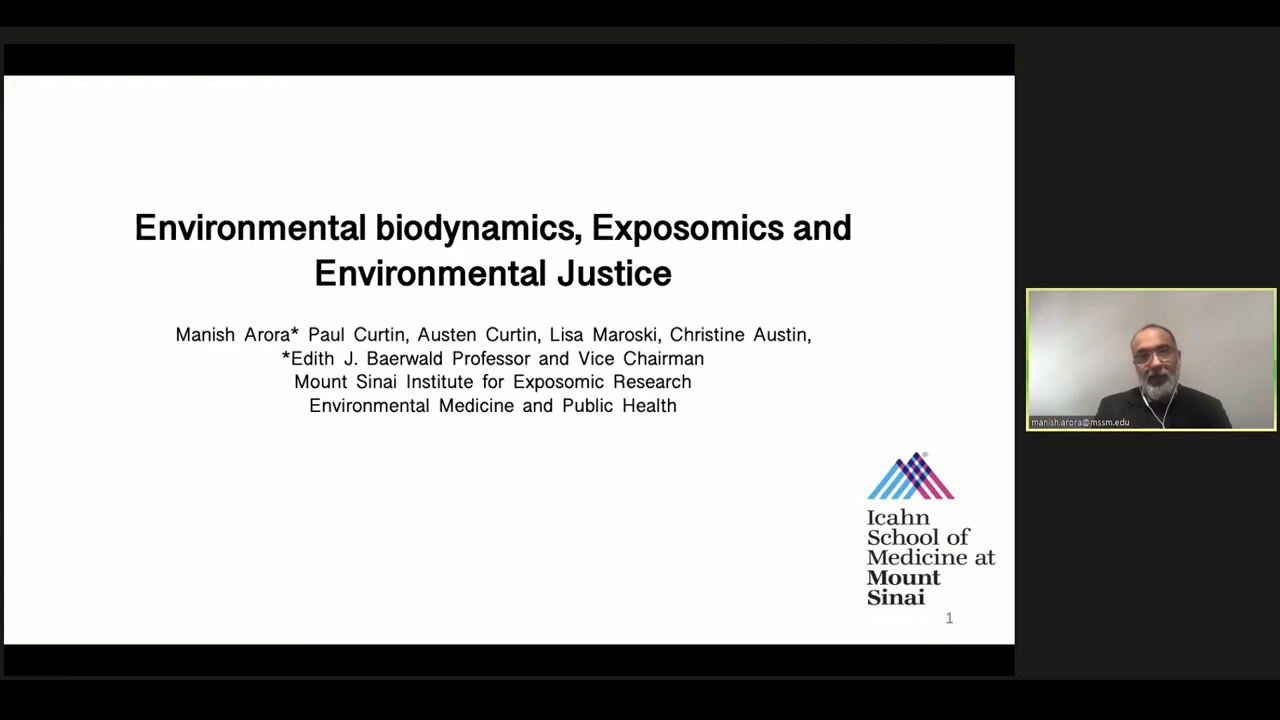 Environmental biodynamics, Exposomics and
Environmental Justice
Manish Arora* Paul Curtin, Austen Curtin, Lisa Maroski, Christine Austin,
*Edith J. Baerwald Professor and Vice Chairman
Mount Sinai Institute for Exposomic Research
Environmental Medicine and Public Health
®
Icahn
School of
Medicine at
Mount
Sinai
1
manish.arora@mssm.edu